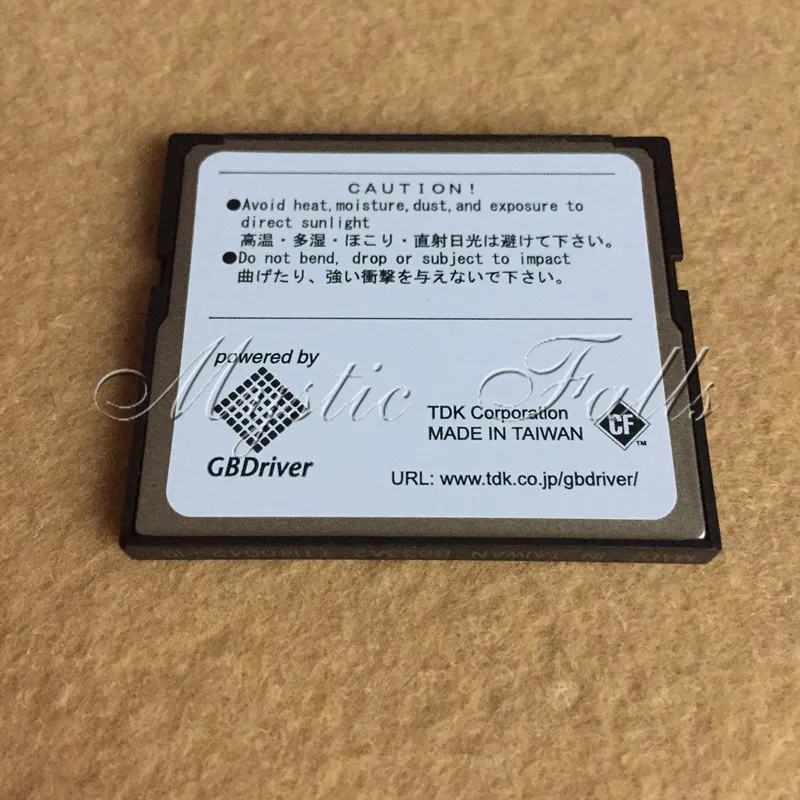 CAUTION!
●Avoid heat,moisture,dust,and exposure to
direct sunlight
高温・多湿・ほこり・直射日光は避けて下さい。
●Do not bend, drop or subject to impact
曲げたり、強い衝撃を与えないで下さい。
powered by
GBDriver
TDK Corporation
MADE IN TAIWAN
CF
TM
URL: www.tdk.co.jp/gbdriver/
Mystic Falls